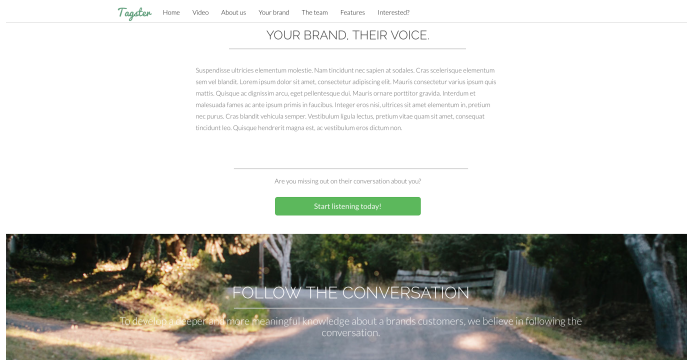 Tagster Home Video About us Your brand The team Features Interested?
YOUR BRAND, THEIR VOICE.
Suspendisse ultricies elementum molestie. Nam tincidunt nec sapien at sodales. Cras scelerisque elementum
sem vel blandit. Lorem ipsum dolor sit amet, consectetur adipiscing elit. Mauris consectetur varius ipsum quis
mattis. Quisque ac dignissim arcu, eget pellentesque dui. Mauris ornare porttitor gravida. Interdum et
malesuada fames ac ante ipsum primis in faucibus. Integer eros nisi, ultrices sit amet elementum in, pretium
nec purus. Cras blandit vehicula semper. Vestibulum ligula lectus, pretium vitae quam sit amet, consequat
tincidunt leo. Quisque hendrerit magna est, ac vestibulum eros dictum non.
Are you missing out on their conversation about you?
Start listening today!
FOLLOW THE CONVERSATION
To develop a deeper and more meaningful knowledge about a brands customers, we believe in following the
conversation.